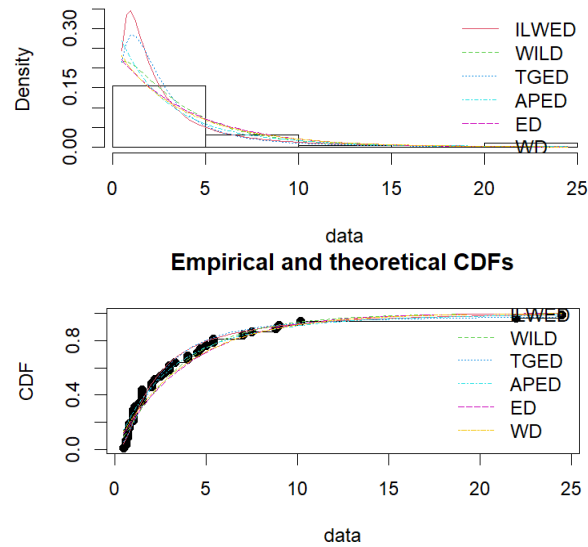 Density
0.00
0.15
0.30
ILWED
WILD
TGED
APED
ED
WD
0 5 10 15 20 25
data
Empirical and theoretical CDFs
CDF
0.0
0.4
0.8
ILWED
WILD
TGED
APED
ED
WD
0 5 10 15 20 25
data